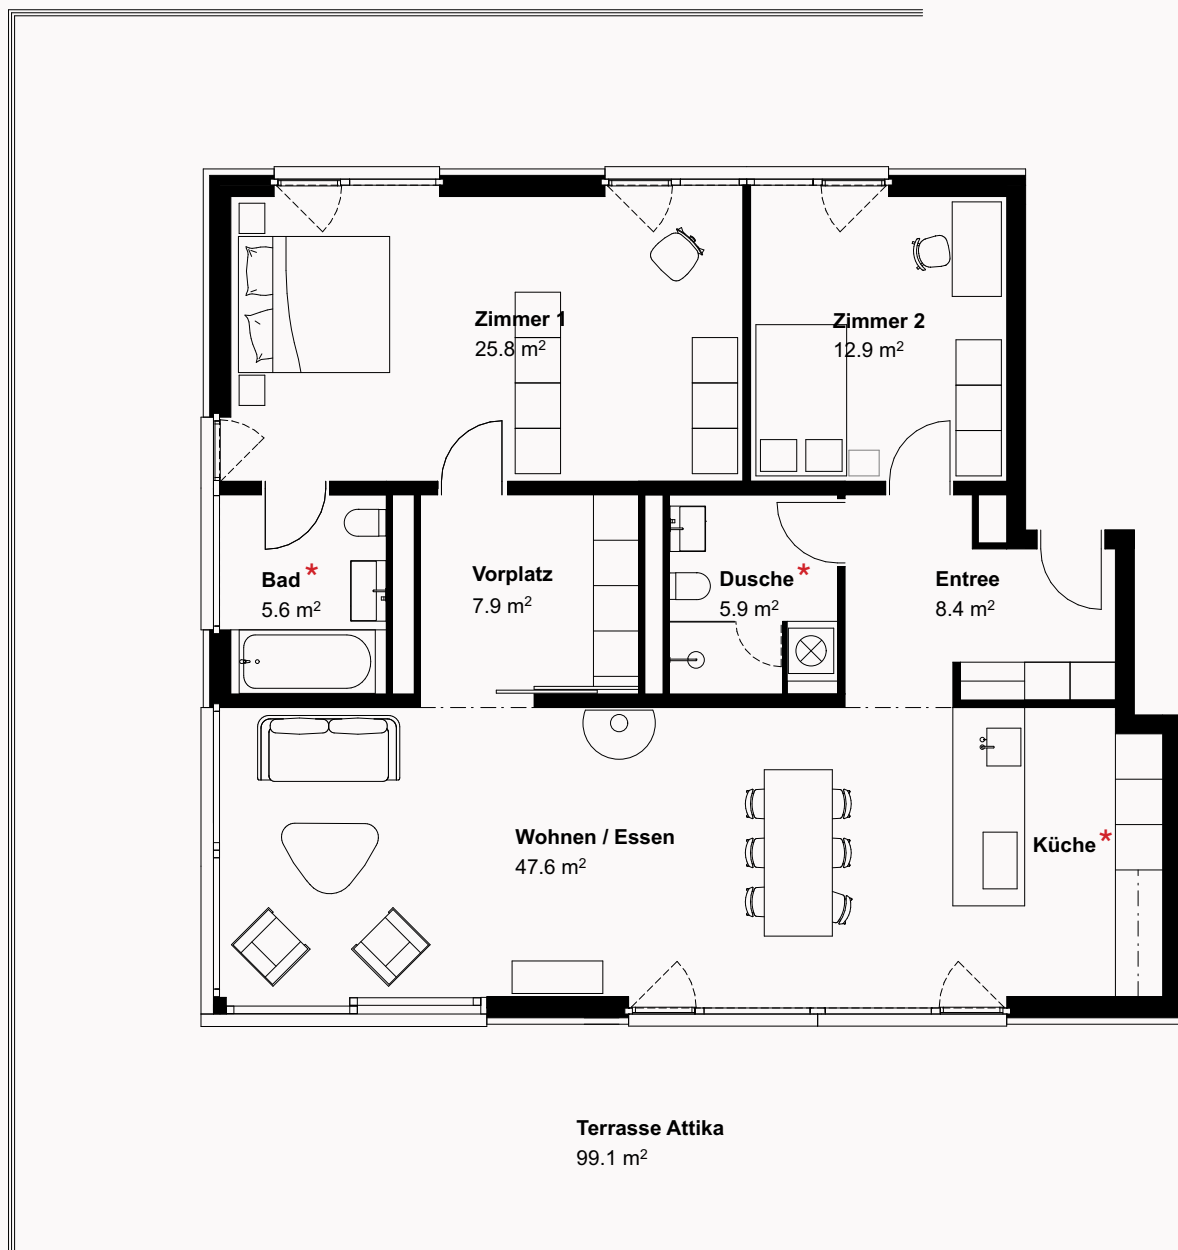 Zimmer 1
25.8 m²
Zimmer 2
12.9 m²
Bad *
5.6 m²
Vorplatz
7.9 m²
Dusche *
5.9 m²
Entree
8.4 m²
Wohnen / Essen
47.6 m²
Küche *
Terrasse Attika
99.1 m²